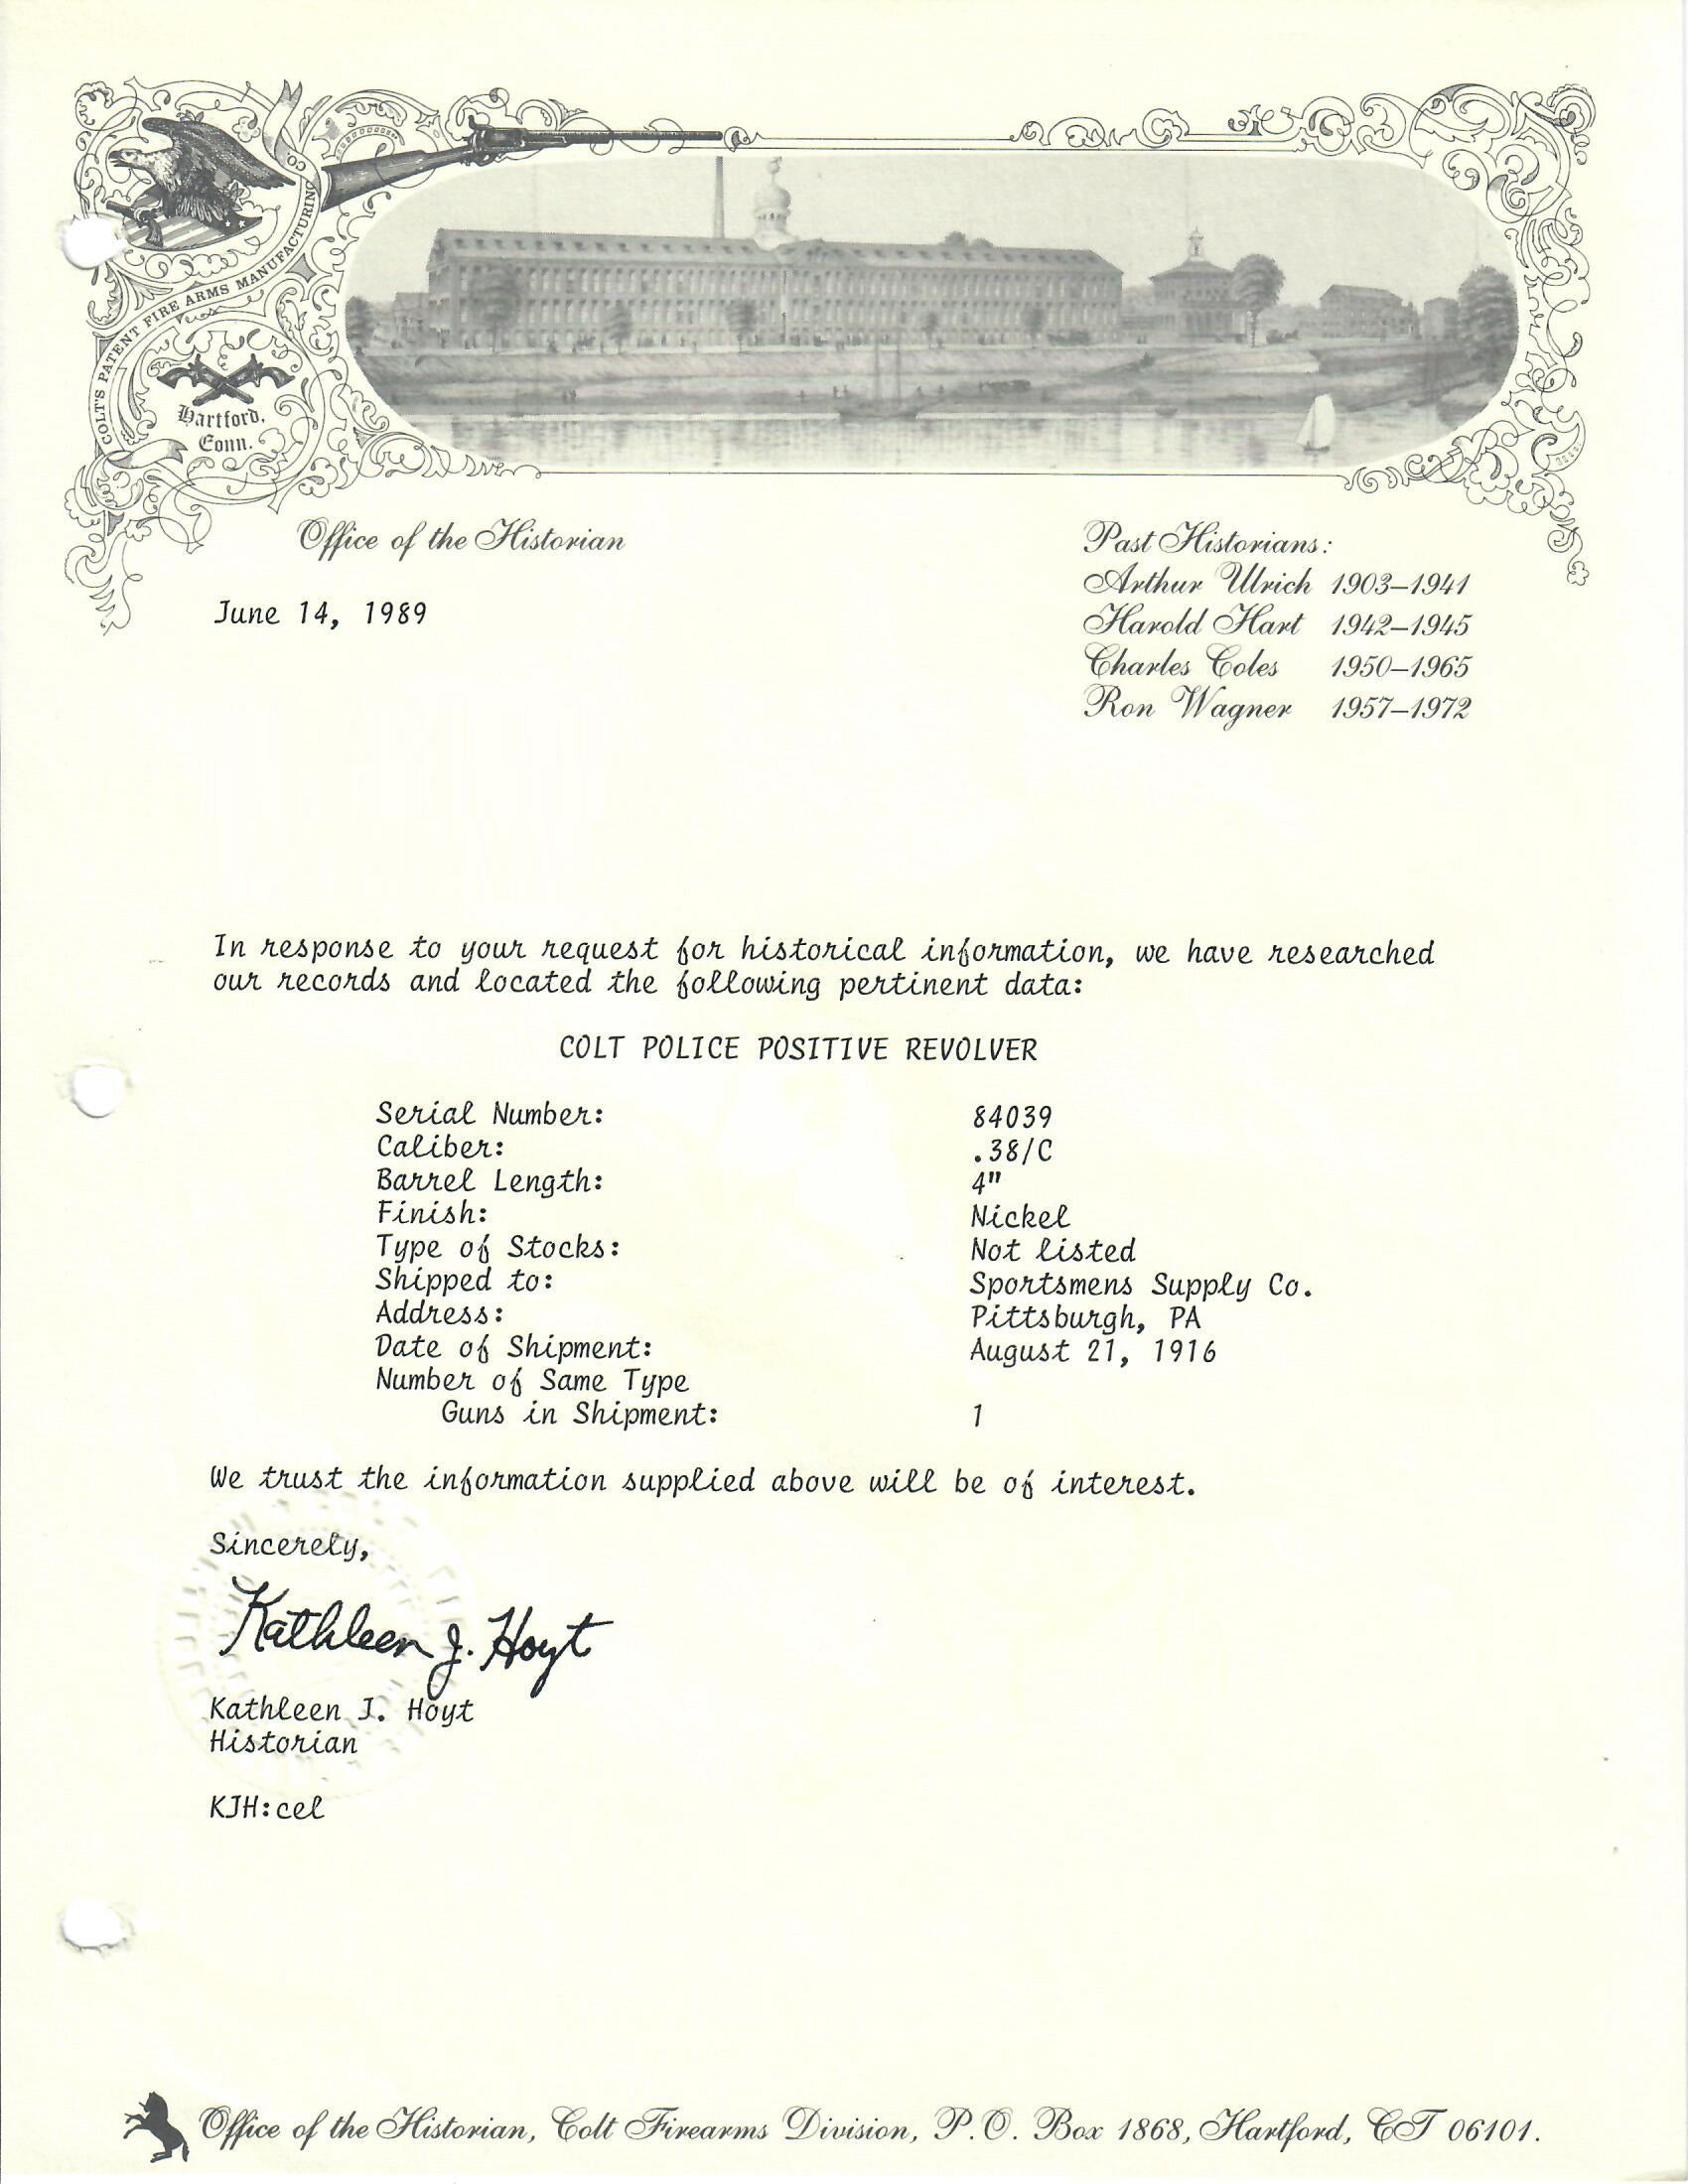 COLT'S PATENT FIRE ARMS MANUFACTURING CO.
Hartford,
Conn.
Office of the Historian
Past Historians:
Arthur Ulrich 1903–1941
Harold Hart 1942–1945
Charles Coles 1950–1965
Ron Wagner 1957–1972
June 14, 1989
In response to your request for historical information, we have researched
our records and located the following pertinent data:
COLT POLICE POSITIVE REVOLVER
Serial Number: 84039
Caliber: .38/C
Barrel Length: 4"
Finish: Nickel
Type of Stocks: Not listed
Shipped to: Sportsmens Supply Co.
Address: Pittsburgh, PA
Date of Shipment: August 21, 1916
Number of Same Type
Guns in Shipment: 1
We trust the information supplied above will be of interest.
Sincerely,
Kathleen J. Hoyt
Kathleen J. Hoyt
Historian
KJH:cel
Office of the Historian, Colt Firearms Division, P.O. Box 1868, Hartford, CT 06101.